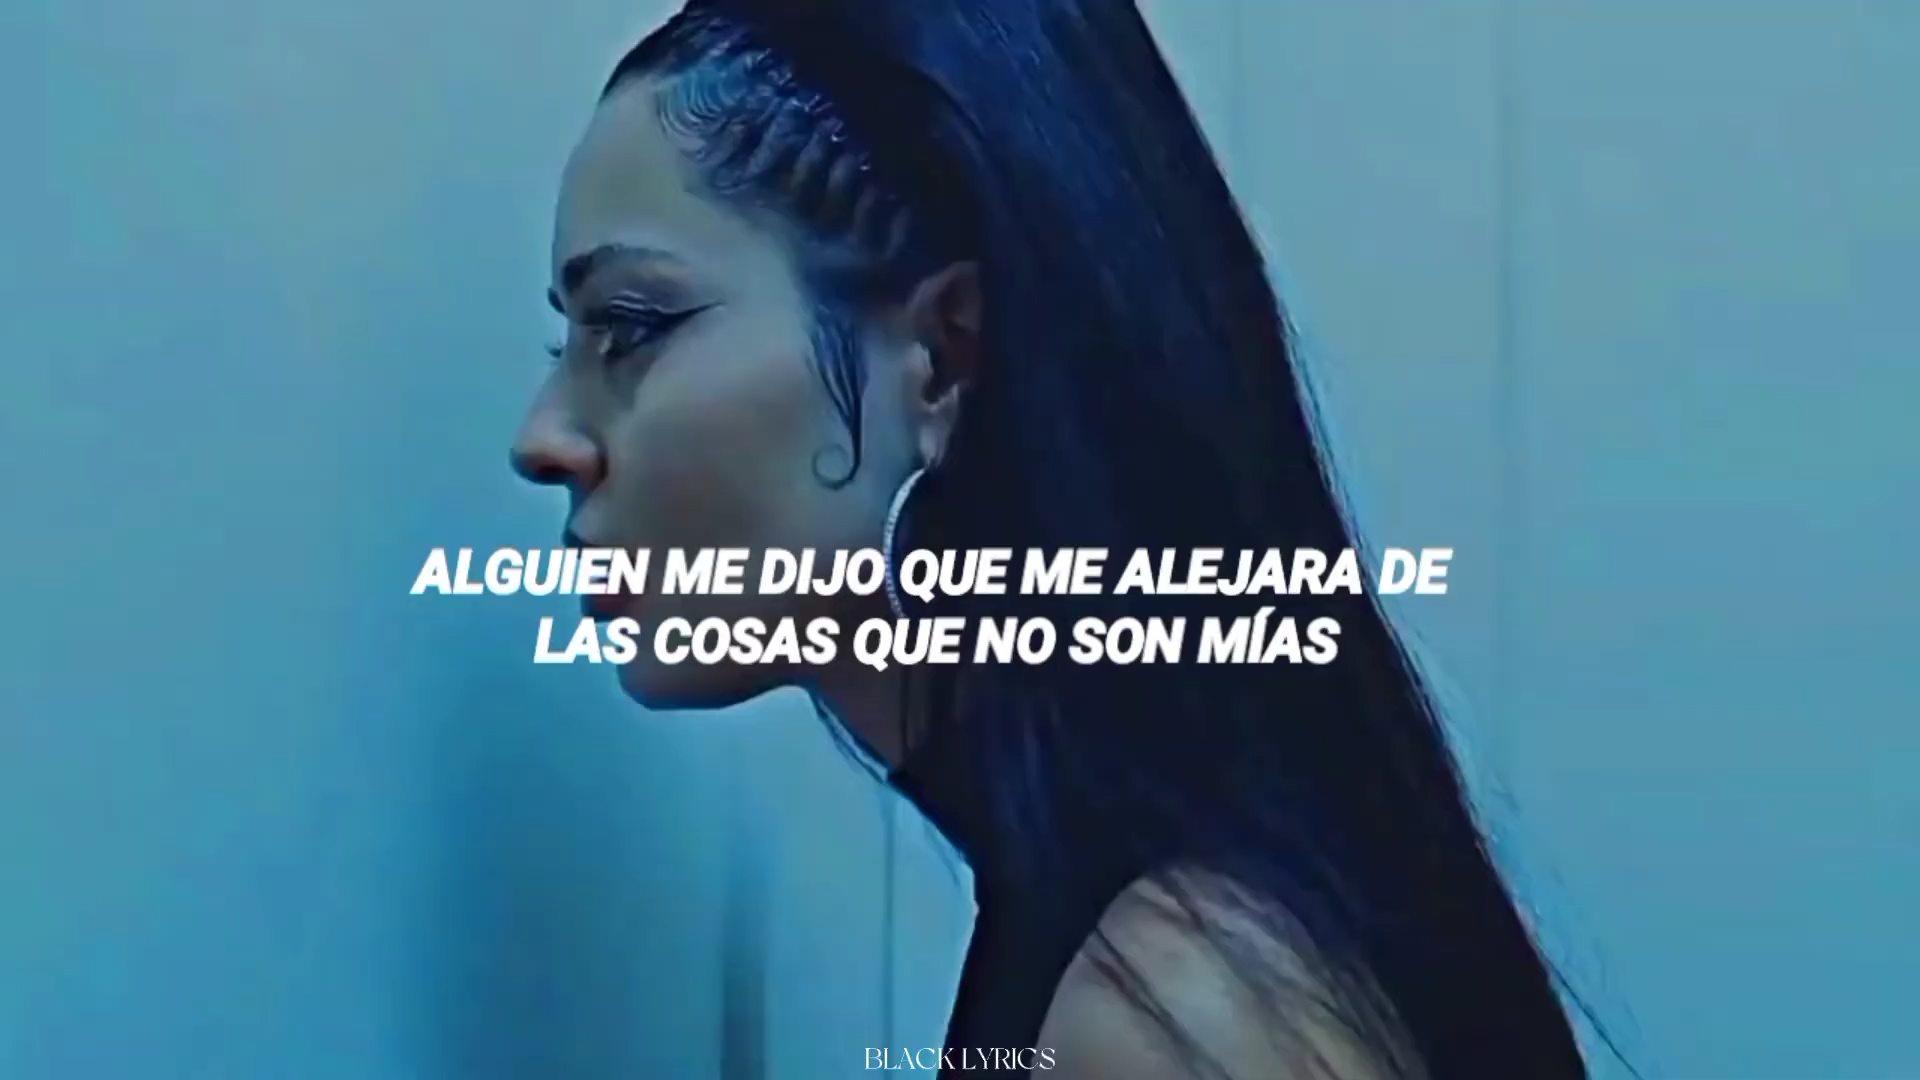 ALGUIEN ME DIJO QUE ME ALEJARA DE
LAS COSAS QUE NO SON MÍAS
BLACK LYRICS